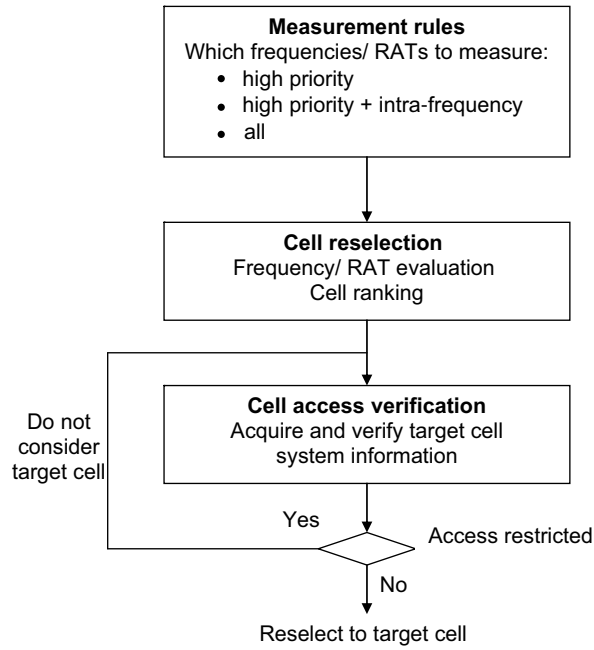 Measurement rules
Which frequencies/ RATs to measure:
• high priority
• high priority + intra-frequency
• all
Cell reselection
Frequency/ RAT evaluation
Cell ranking
Do not
consider
target cell
Cell access verification
Acquire and verify target cell
system information
Yes
Access restricted
No
Reselect to target cell